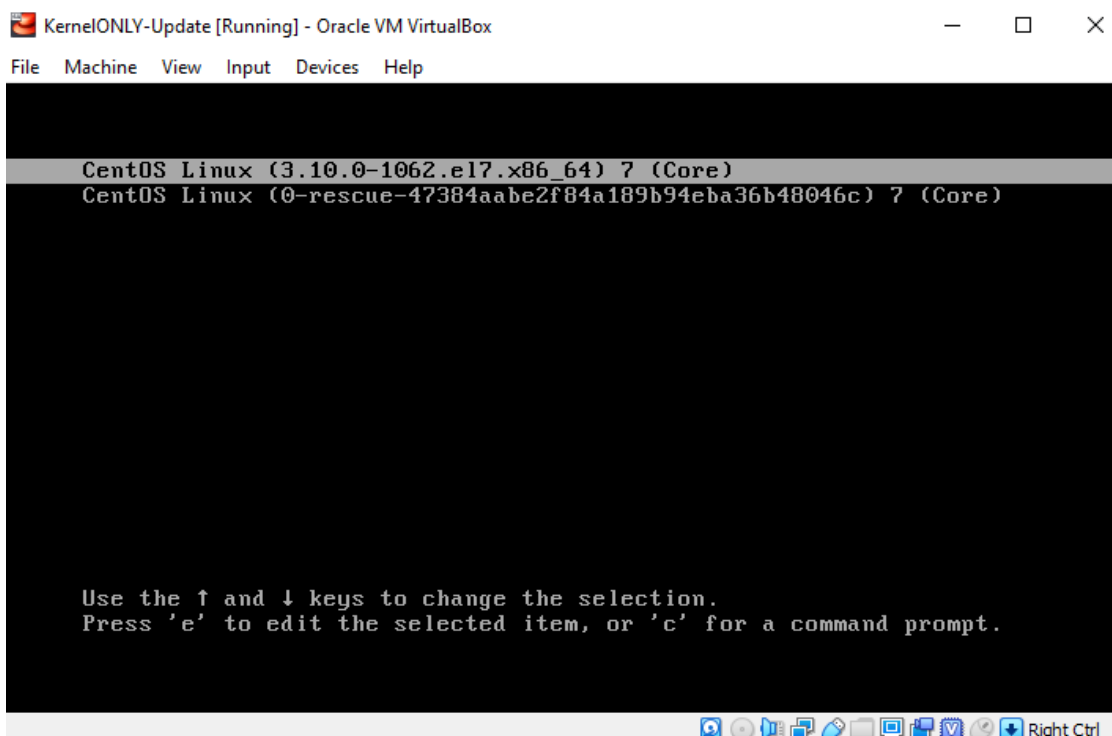 KernelONLY-Update [Running] - Oracle VM VirtualBox
File Machine View Input Devices Help
CentOS Linux (3.10.0-1062.el7.x86_64) 7 (Core)
CentOS Linux (0-rescue-47384aabe2f84a189b94eba36b48046c) 7 (Core)
Use the ↑ and ↓ keys to change the selection.
Press 'e' to edit the selected item, or 'c' for a command prompt.
Right Ctrl